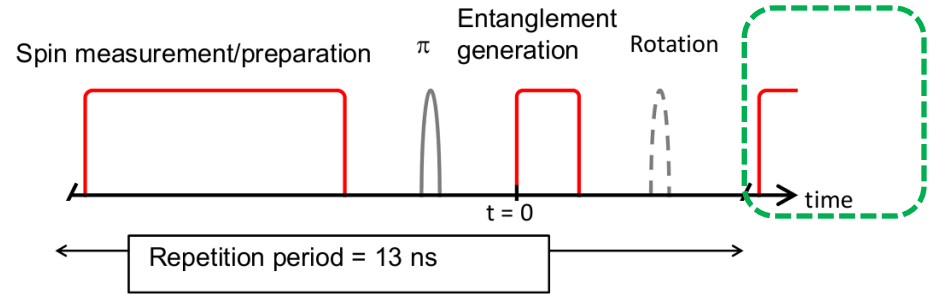 Spin measurement/preparation
π
Entanglement
generation
Rotation
t = 0
time
Repetition period = 13 ns